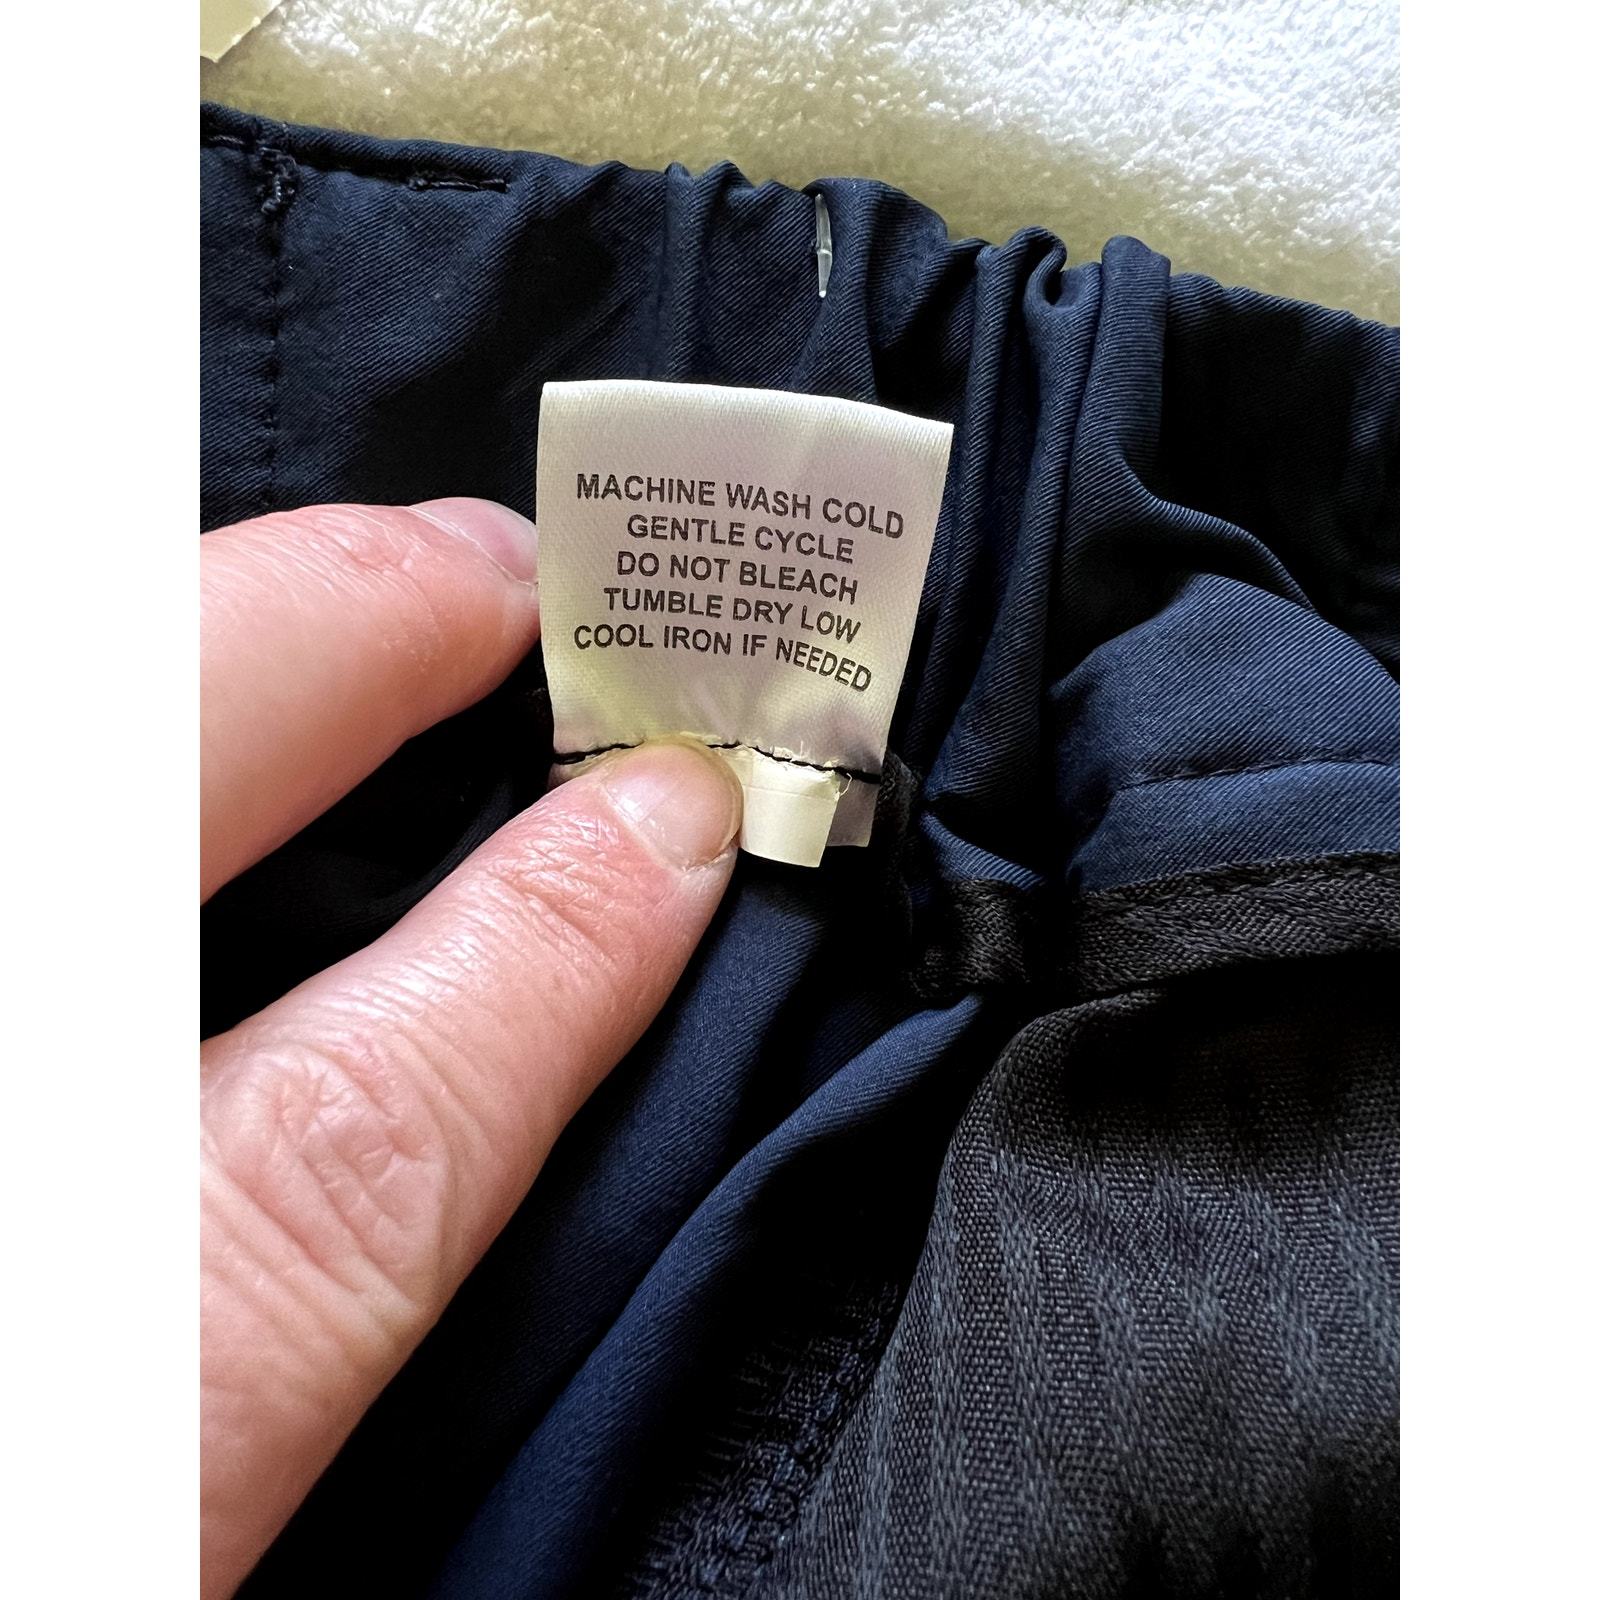 MACHINE WASH COLD
GENTLE CYCLE
DO NOT BLEACH
TUMBLE DRY LOW
COOL IRON IF NEEDED